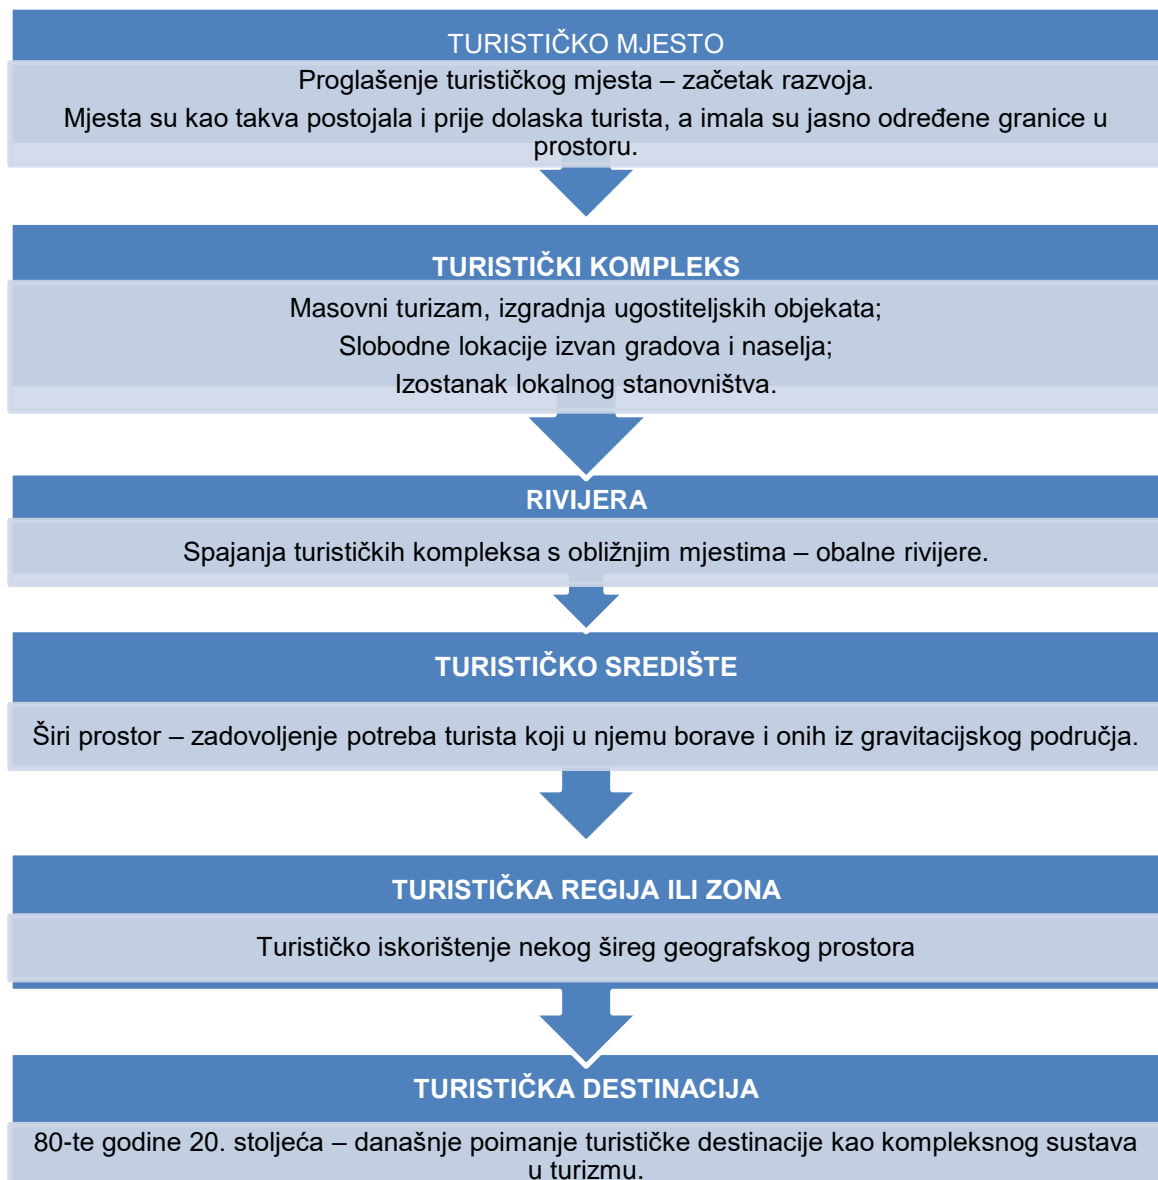 TURISTIČKO MJESTO
Proglašenje turističkog mjesta – začetak razvoja.
Mjesta su kao takva postojala i prije dolaska turista, a imala su jasno određene granice u
prostoru.
TURISTIČKI KOMPLEKS
Masovni turizam, izgradnja ugostiteljskih objekata;
Slobodne lokacije izvan gradova i naselja;
Izostanak lokalnog stanovništva.
RIVIJERA
Spajanja turističkih kompleksa s obližnjim mjestima – obalne rivijere.
TURISTIČKO SREDIŠTE
Širi prostor – zadovoljenje potreba turista koji u njemu borave i onih iz gravitacijskog područja.
TURISTIČKA REGIJA ILI ZONA
Turističko iskorištenje nekog šireg geografskog prostora
TURISTIČKA DESTINACIJA
80-te godine 20. stoljeća – današnje poimanje turističke destinacije kao kompleksnog sustava
u turizmu.